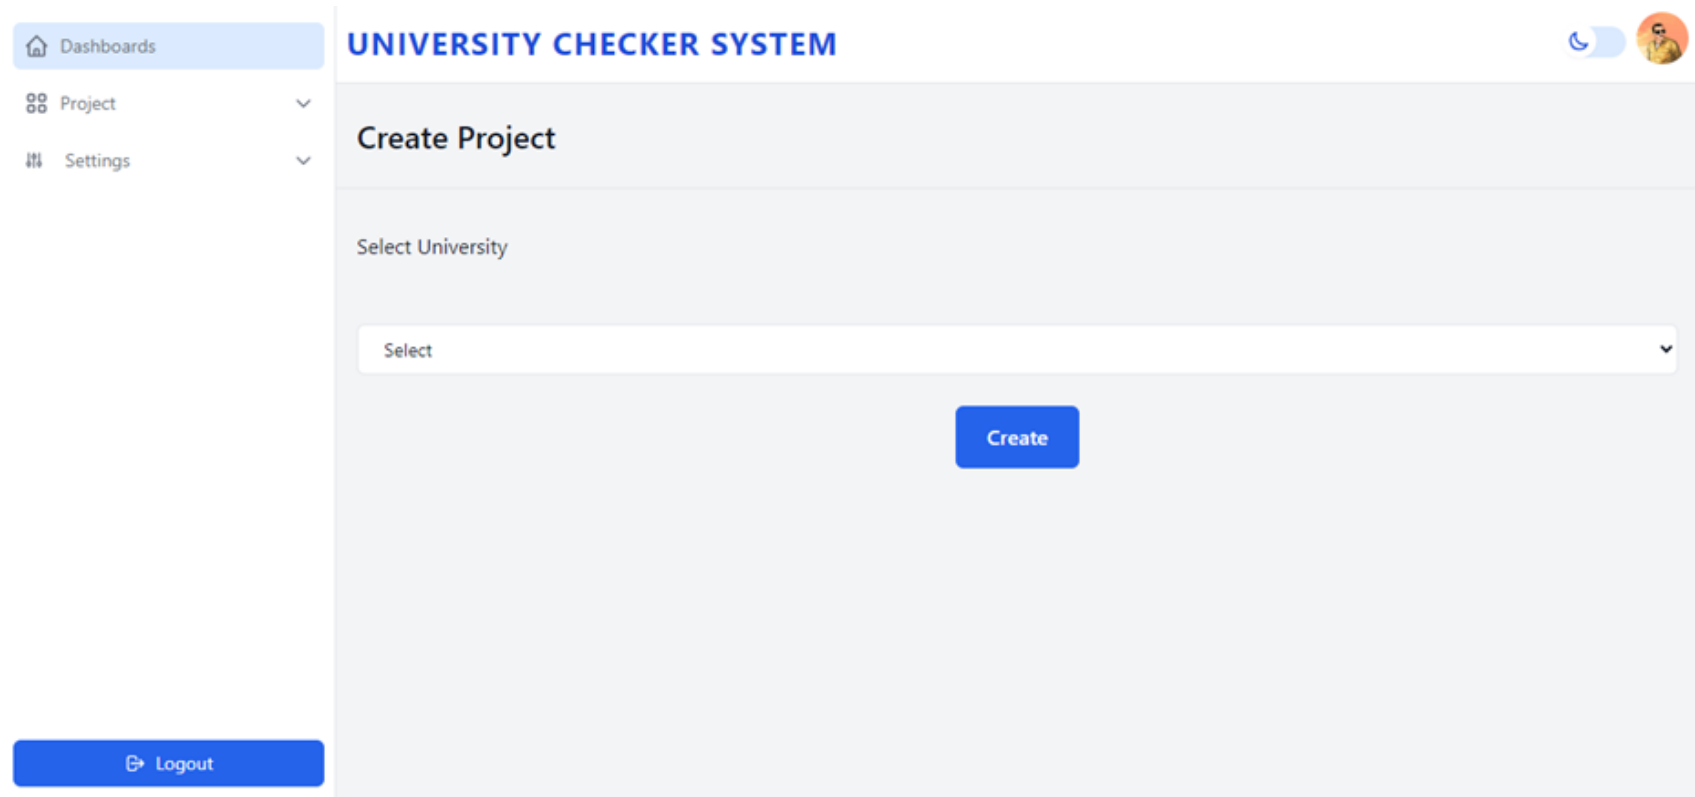 Dashboards
Project
Settings
Logout
UNIVERSITY CHECKER SYSTEM
Create Project
Select University
Select
Create